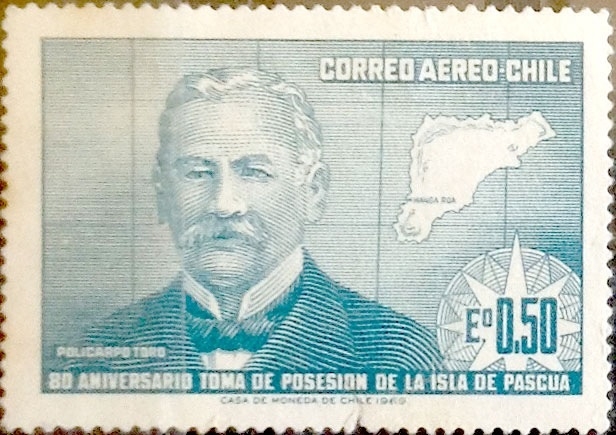 CORREO AEREO-CHILE
HANGA ROA
Eº 0.50
POLICARPO TORO
80 ANIVERSARIO TOMA DE POSESION DE LA ISLA DE PASCUA
CASA DE MONEDA DE CHILE 1969